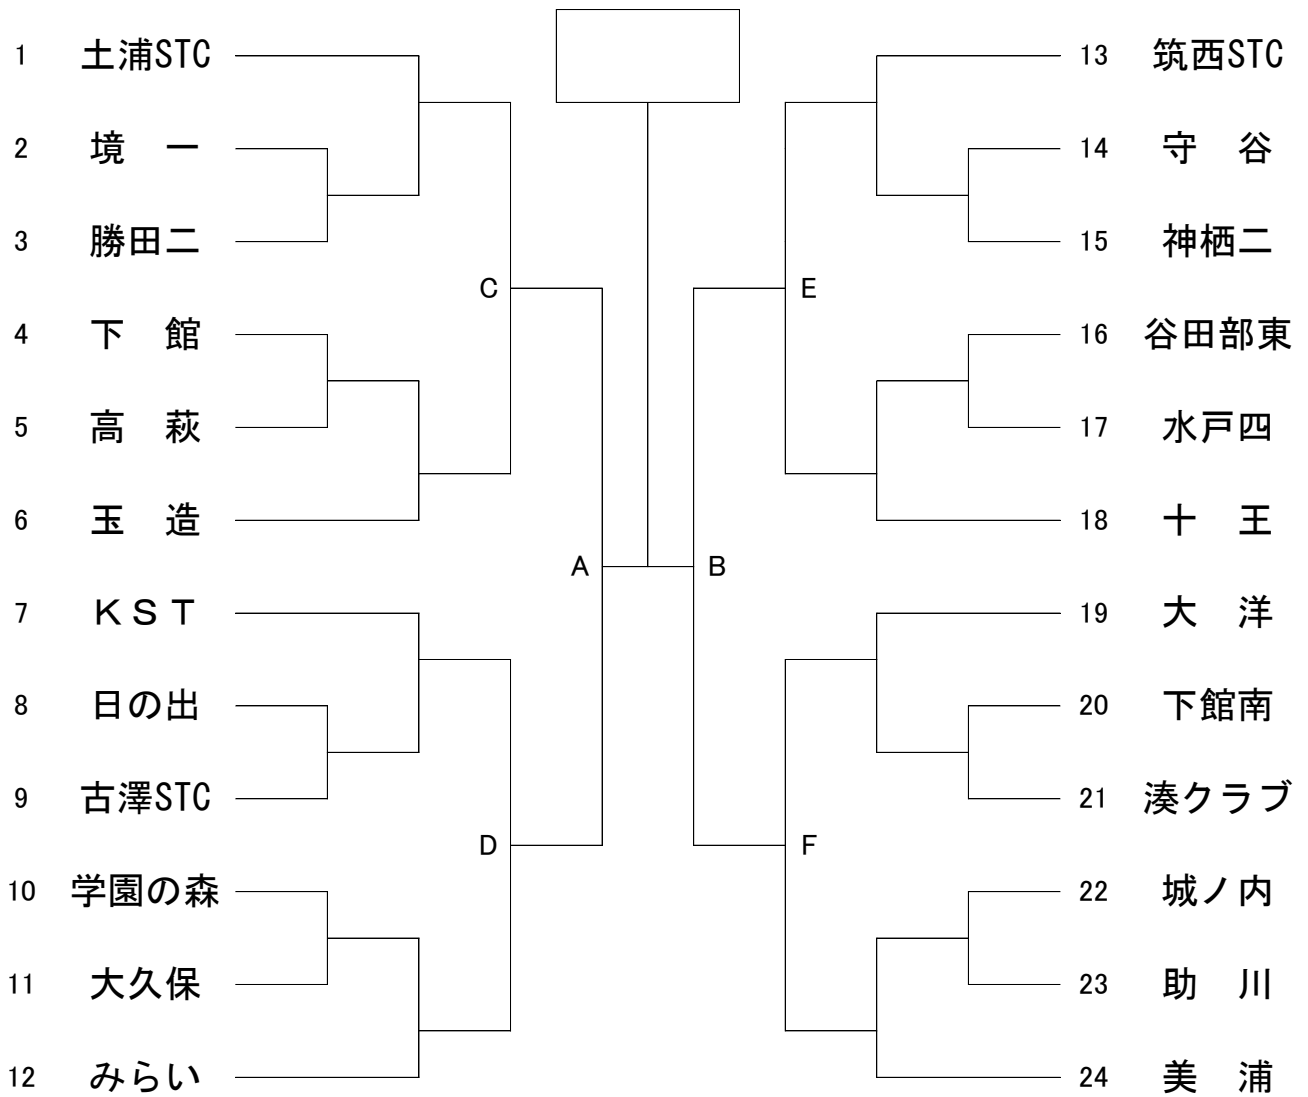 1 土浦STC
2 境　一
3 勝田二
C
4 下　館
5 高　萩
6 玉　造
A
7 ＫＳＴ
8 日の出
9 古澤STC
D
10 学園の森
11 大久保
12 みらい
13 筑西STC
14 守　谷
15 神栖二
E
16 谷田部東
17 水戸四
18 十　王
B
19 大　洋
20 下館南
21 湊クラブ
F
22 城ノ内
23 助　川
24 美　浦